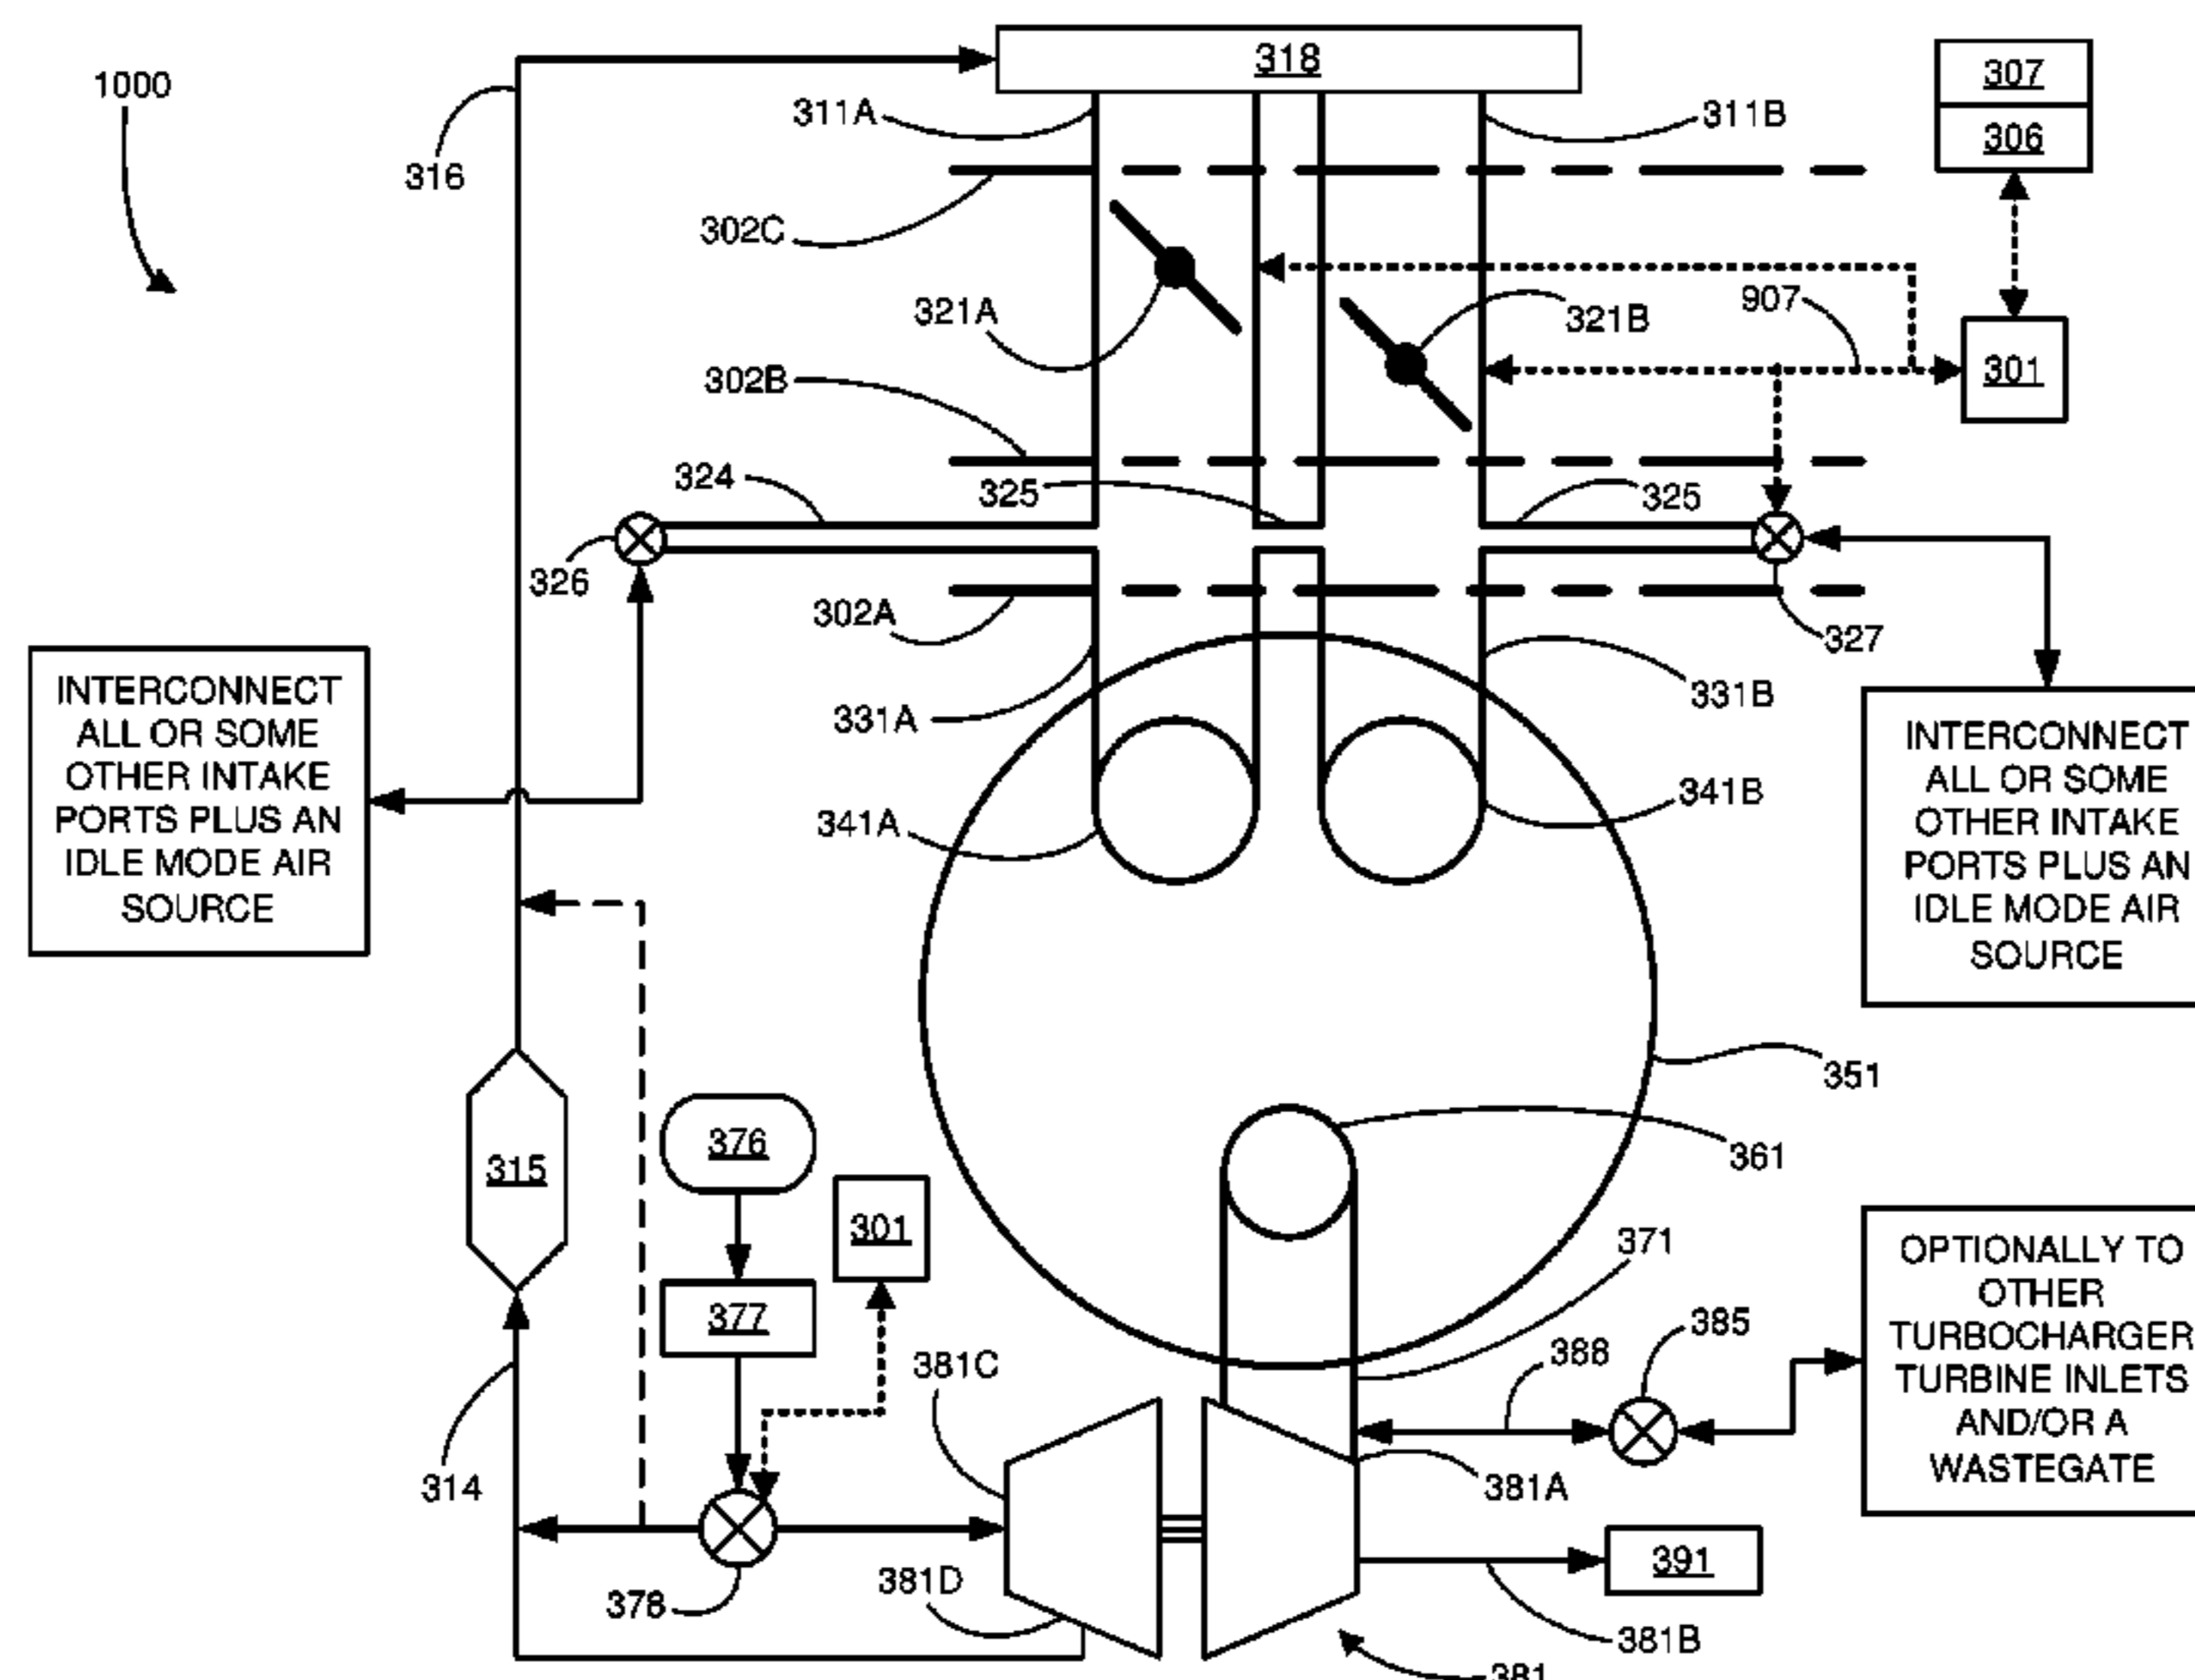 1000
318
307
306
316
311A
311B
302C
321A
321B
907
301
302B
324
325
325
326
302A
327
INTERCONNECT
ALL OR SOME
OTHER INTAKE
PORTS PLUS AN
IDLE MODE AIR
SOURCE
331A
331B
INTERCONNECT
ALL OR SOME
OTHER INTAKE
PORTS PLUS AN
IDLE MODE AIR
SOURCE
341A
341B
351
376
361
315
301
377
371
OPTIONALLY TO
OTHER
TURBOCHARGER
TURBINE INLETS
AND/OR A
WASTEGATE
381C
388
385
314
381A
378
381D
391
381B
381